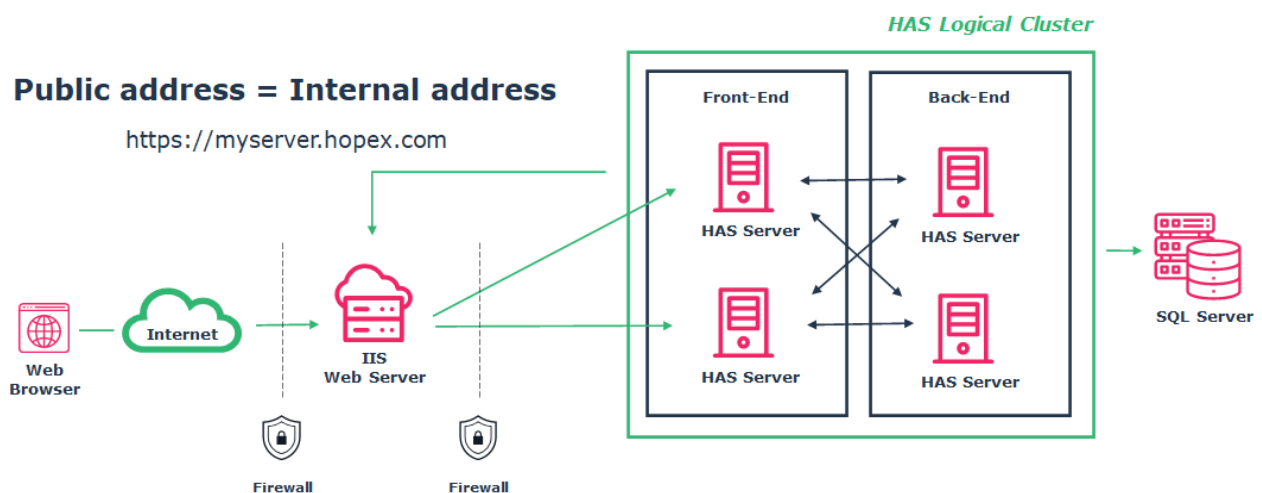 HAS Logical Cluster
Public address = Internal address
https://myserver.hopex.com
Front-End
Back-End
HAS Server
HAS Server
Internet
IIS
Web Server
Web
Browser
HAS Server
HAS Server
SQL Server
Firewall
Firewall